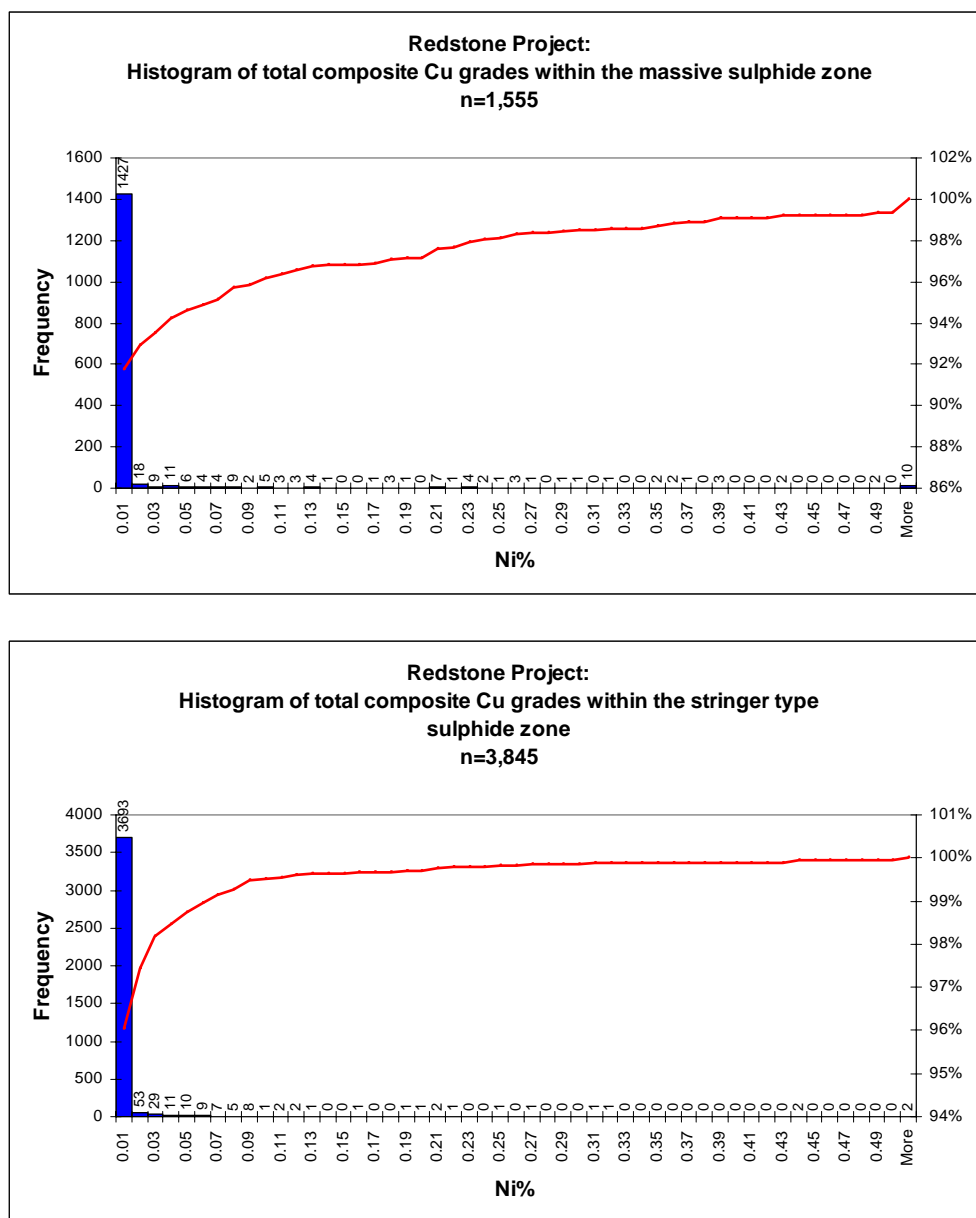 Redstone Project:
Histogram of total composite Cu grades within the massive sulphide zone
n=1,555
1600
1400
1200
1000
800
600
400
200
0
Frequency
1427 18 9 11 6 4 4 9 2 5 3 3 4 1 0 0 1 3 1 0 7 1 4 2 1 3 1 0 1 1 0 1 0 0 2 2 1 0 3 0 0 0 2 0 0 0 0 0 2 0 10
102%
100%
98%
96%
94%
92%
90%
88%
86%
0.01 0.03 0.05 0.07 0.09 0.11 0.13 0.15 0.17 0.19 0.21 0.23 0.25 0.27 0.29 0.31 0.33 0.35 0.37 0.39 0.41 0.43 0.45 0.47 0.49 More
Ni%
Redstone Project:
Histogram of total composite Cu grades within the stringer type
sulphide zone
n=3,845
4000
3500
3000
2500
2000
1500
1000
500
0
Frequency
3693 53 29 11 10 9 7 5 8 1 2 2 1 0 0 1 0 0 1 1 2 1 0 0 1 0 1 0 0 0 1 1 0 0 0 0 0 0 0 0 0 0 2 0 0 0 0 0 0 0 2
101%
100%
99%
98%
97%
96%
95%
94%
0.01 0.03 0.05 0.07 0.09 0.11 0.13 0.15 0.17 0.19 0.21 0.23 0.25 0.27 0.29 0.31 0.33 0.35 0.37 0.39 0.41 0.43 0.45 0.47 0.49 More
Ni%